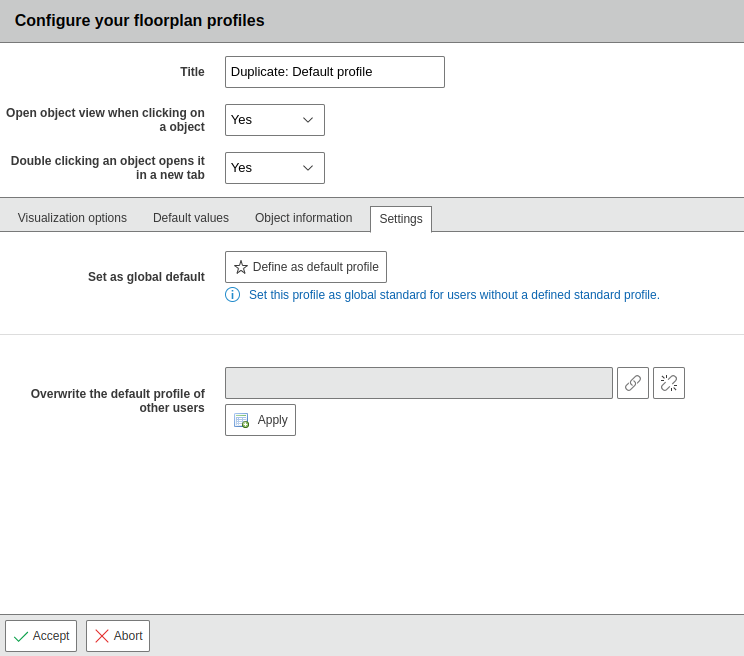 Configure your floorplan profiles
Title
Duplicate: Default profile
Open object view when clicking on
a object
Yes
Double clicking an object opens it
in a new tab
Yes
Visualization options
Default values
Object information
Settings
Set as global default
Define as default profile
Set this profile as global standard for users without a defined standard profile.
Overwrite the default profile of
other users
Apply
Accept
Abort